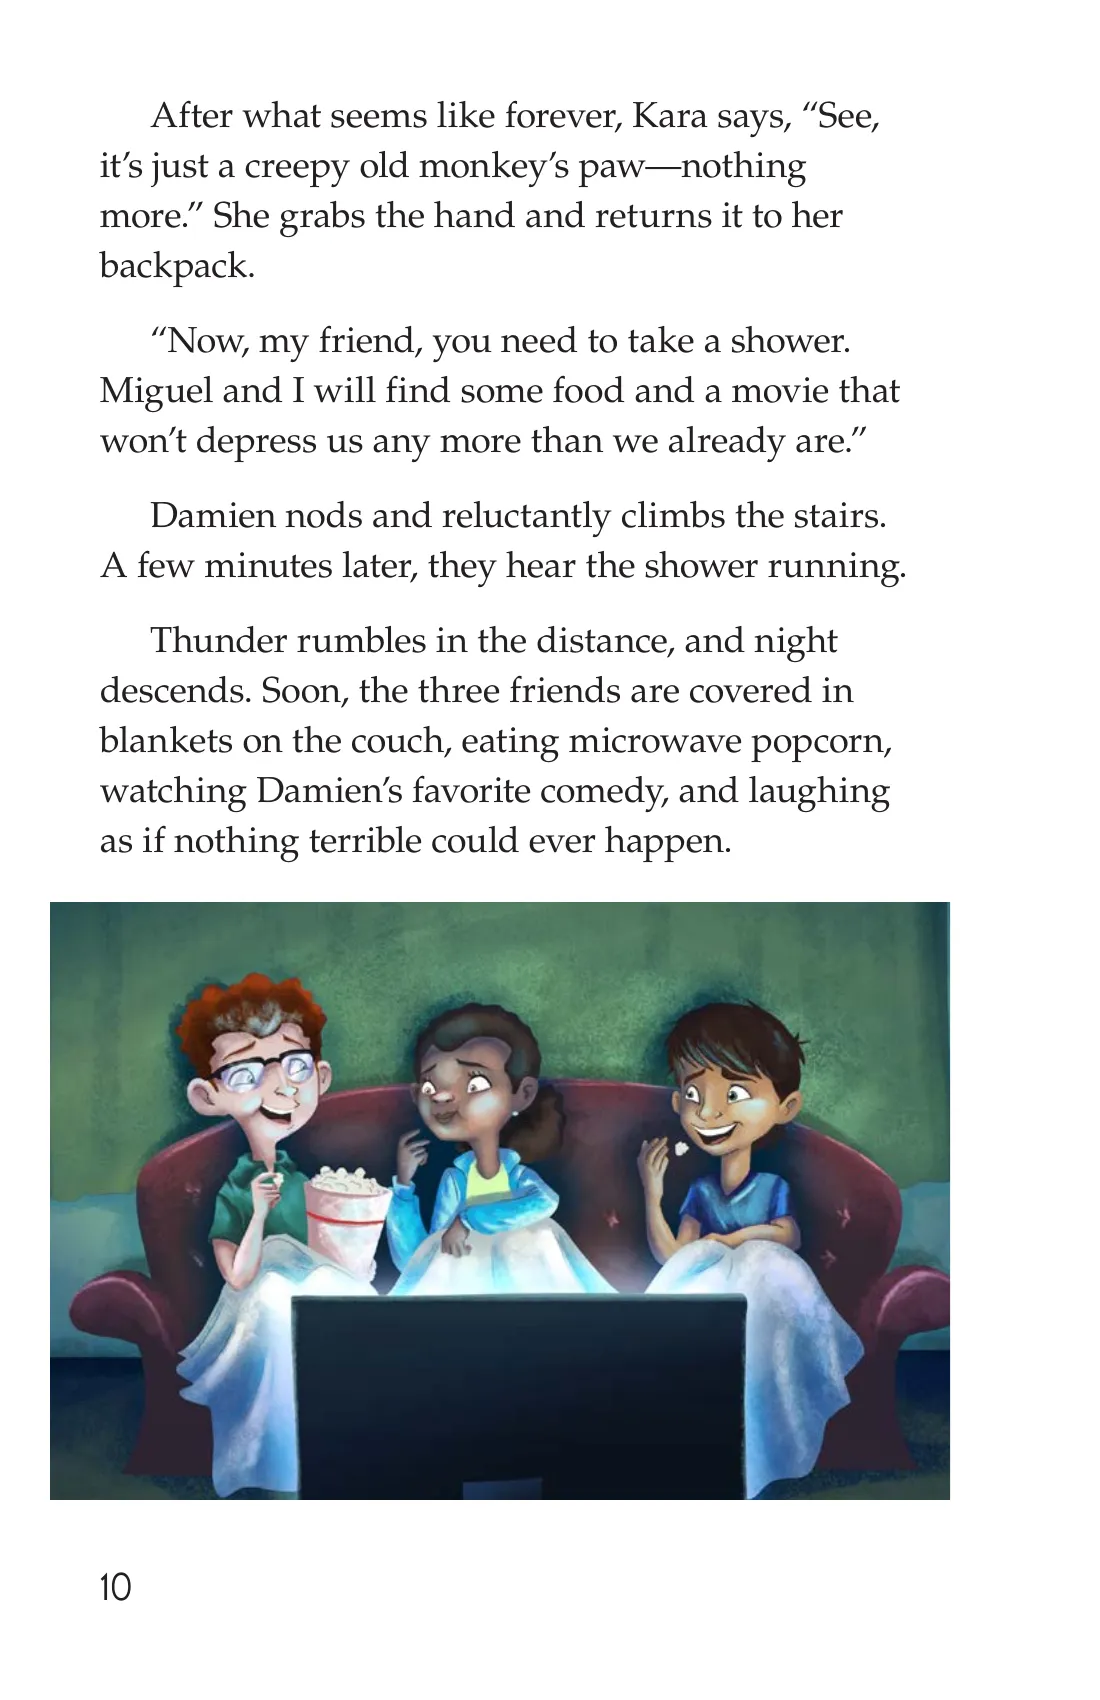 After what seems like forever, Kara says, “See,
it’s just a creepy old monkey’s paw—nothing
more.” She grabs the hand and returns it to her
backpack.
“Now, my friend, you need to take a shower.
Miguel and I will find some food and a movie that
won’t depress us any more than we already are.”
Damien nods and reluctantly climbs the stairs.
A few minutes later, they hear the shower running.
Thunder rumbles in the distance, and night
descends. Soon, the three friends are covered in
blankets on the couch, eating microwave popcorn,
watching Damien’s favorite comedy, and laughing
as if nothing terrible could ever happen.
10